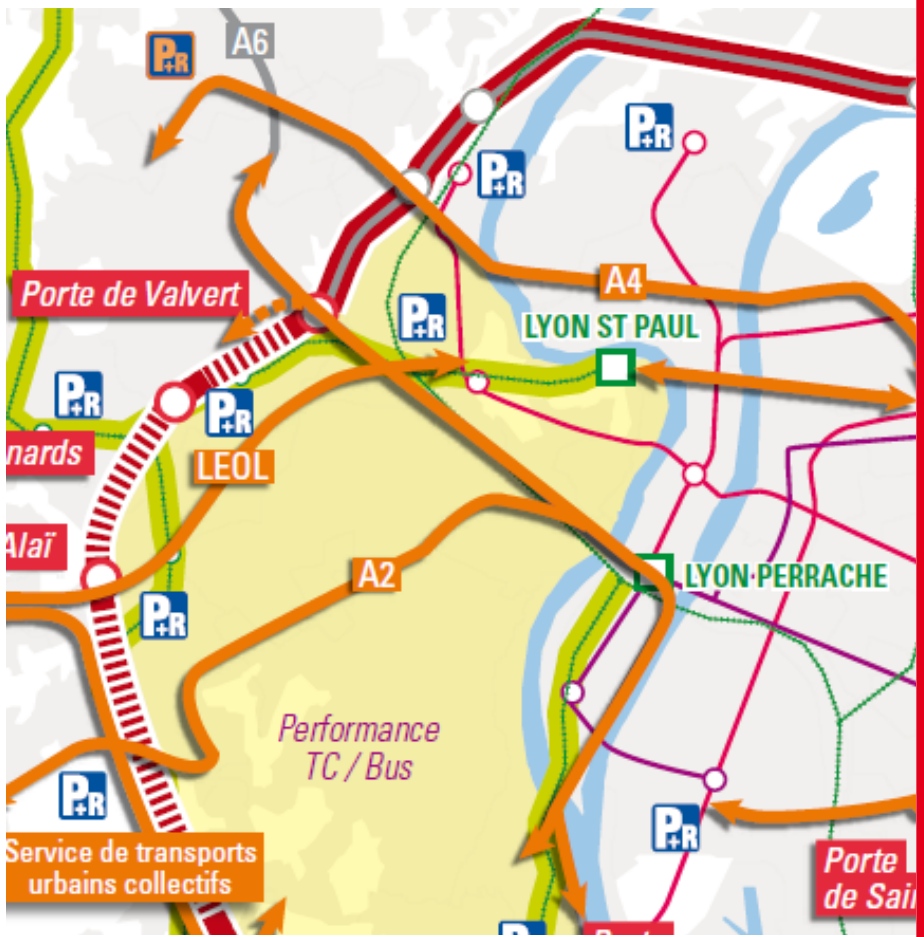 A6
P+R
P+R
P+R
Porte de Valvert
A4
P+R
LYON ST PAUL
P+R
P+R
nards
LEOL
Alaï
A2
LYON PERRACHE
P+R
Performance
TC / Bus
P+R
P+R
Service de transports
urbains collectifs
Porte
de Sai